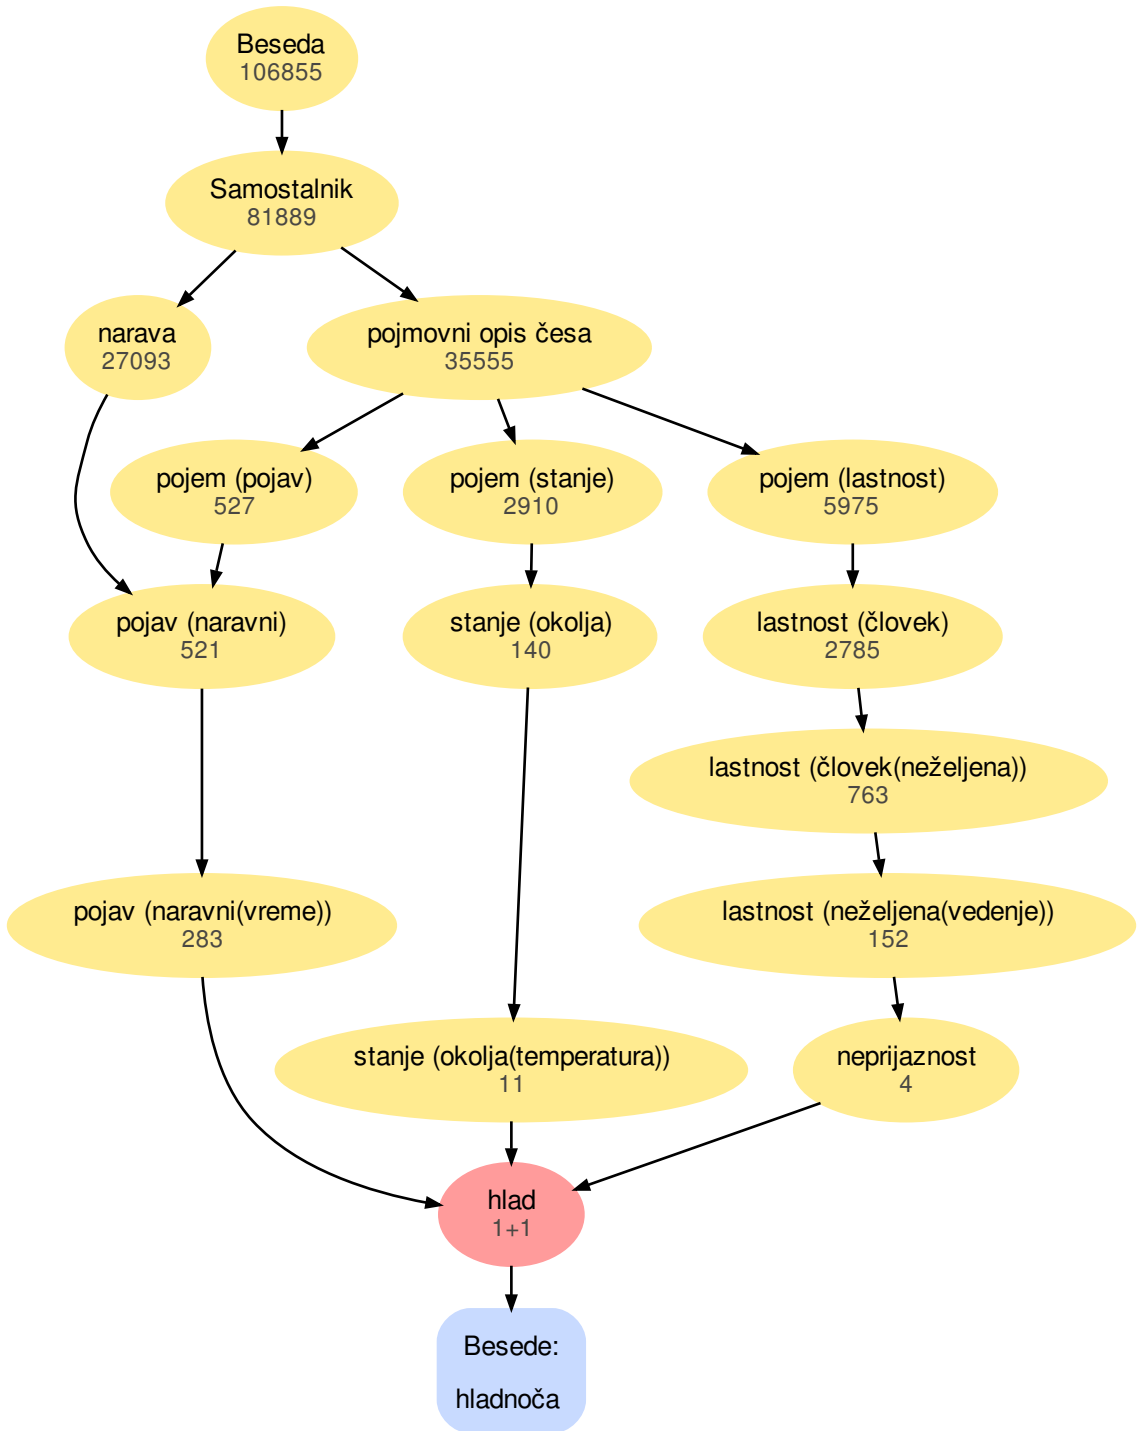 Beseda
106855
Samostalnik
81889
narava
27093
pojmovni opis česa
35555
pojem (pojav)
527
pojem (stanje)
2910
pojem (lastnost)
5975
pojav (naravni)
521
stanje (okolja)
140
lastnost (človek)
2785
lastnost (človek(neželjena))
763
pojav (naravni(vreme))
283
lastnost (neželjena(vedenje))
152
stanje (okolja(temperatura))
11
neprijaznost
4
hlad
1+1
Besede:
hladnoča